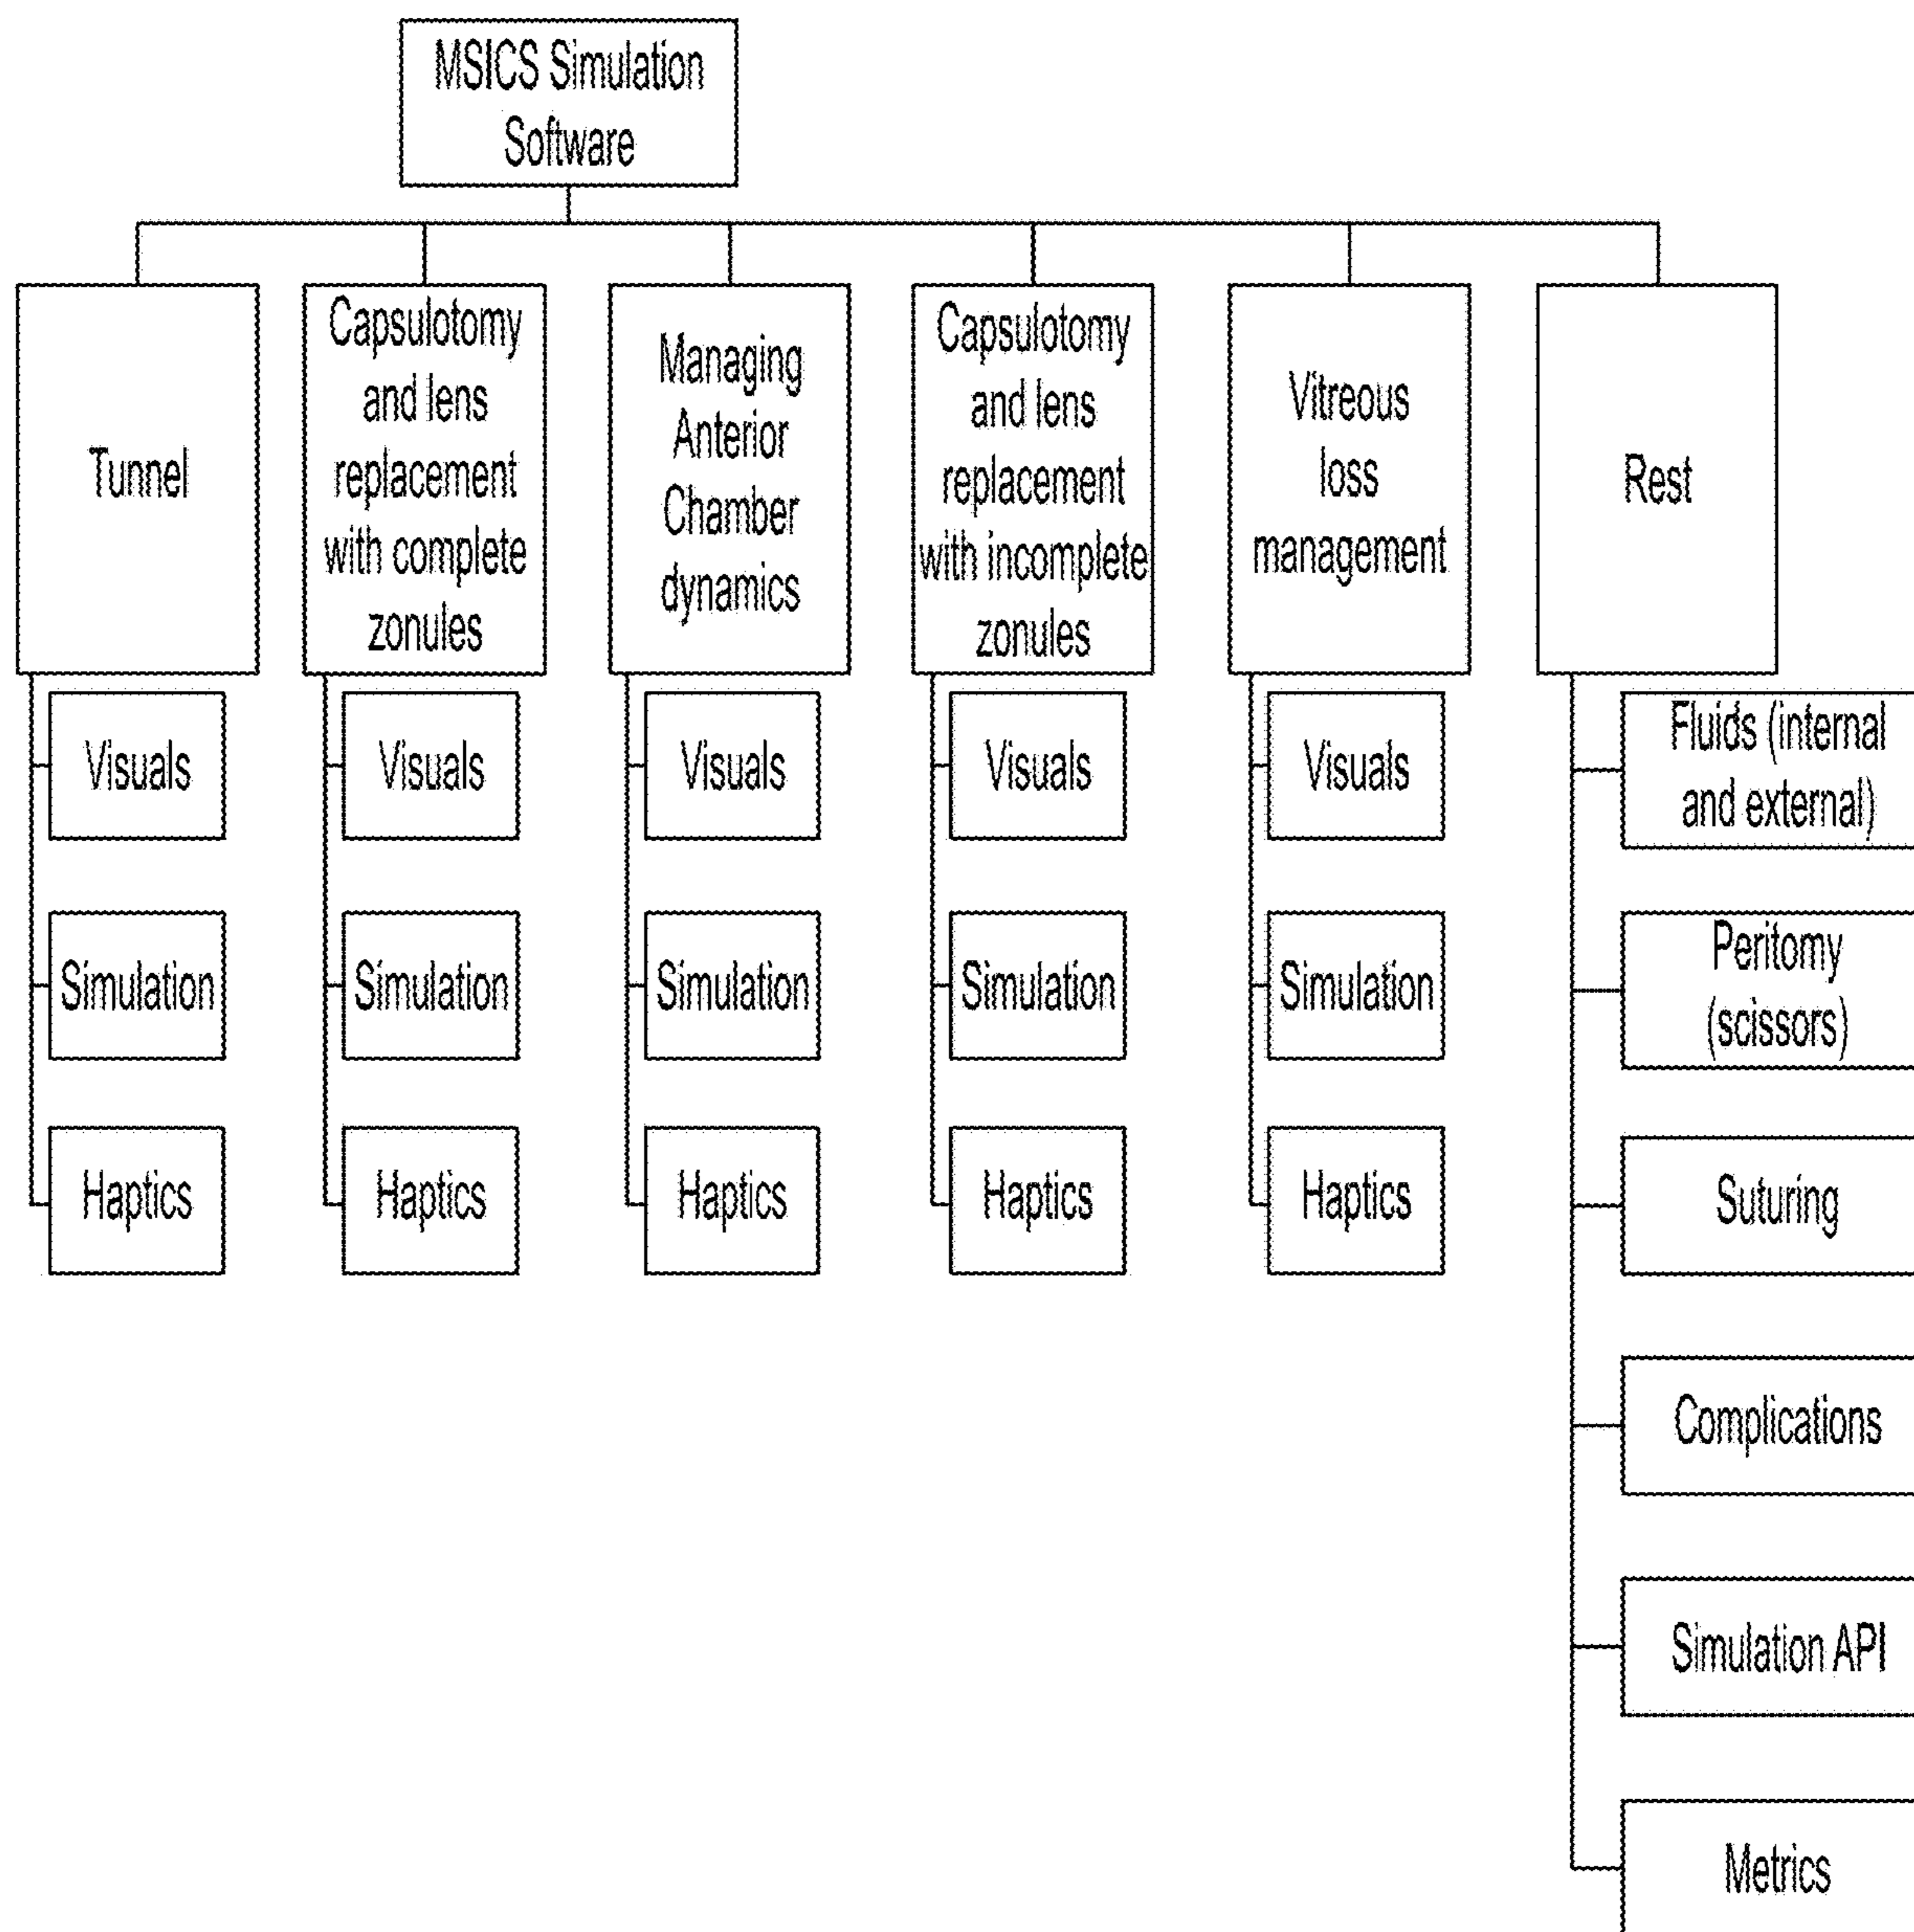 MSICS Simulation
Software
Tunnel
Capsulotomy
and lens
replacement
with complete
zonules
Managing
Anterior
Chamber
dynamics
Capsulotomy
and lens
replacement
with incomplete
zonules
Vitreous
loss
management
Rest
Visuals
Simulation
Haptics
Visuals
Simulation
Haptics
Visuals
Simulation
Haptics
Visuals
Simulation
Haptics
Visuals
Simulation
Haptics
Fluids (internal
and external)
Peritomy
(scissors)
Suturing
Complications
Simulation API
Metrics